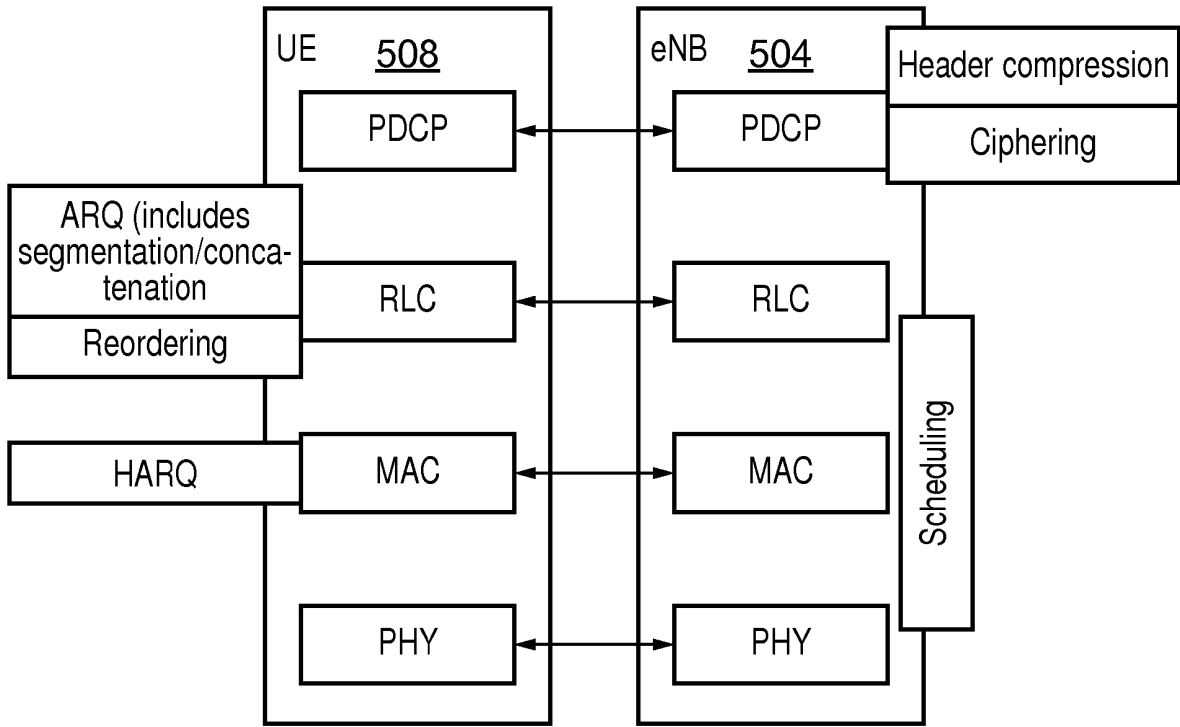 UE 508
eNB 504
Header compression
PDCP
PDCP
Ciphering
ARQ (includes
segmentation/conca-
tenation
RLC
RLC
Reordering
Scheduling
HARQ
MAC
MAC
PHY
PHY